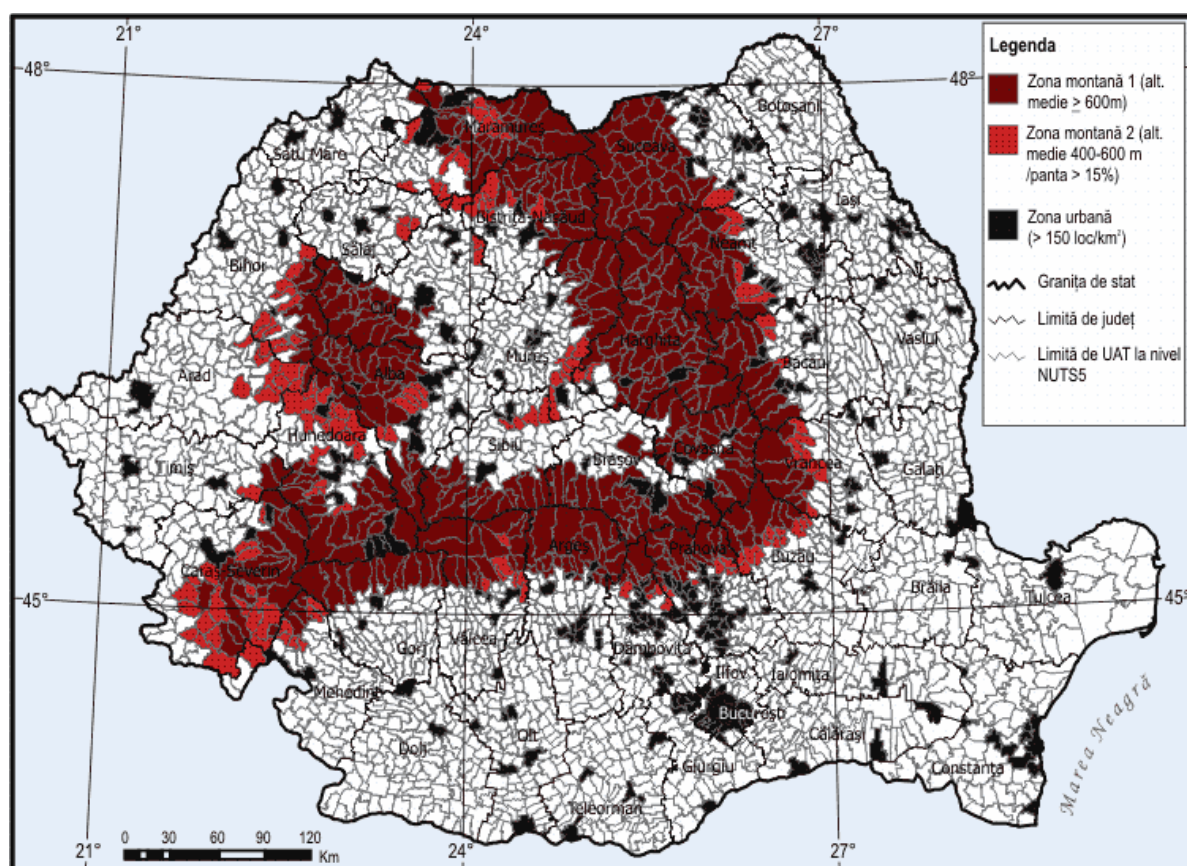 21°
24°
27°
48°
48°
Legenda
Zona montană 1 (alt.
medie ≥ 600m)
Zona montană 2 (alt.
medie 400-600 m
/panta > 15%)
Zona urbană
(> 150 loc/km²)
Granița de stat
Limită de județ
Limită de UAT la nivel
NUTS5
Botoșani
Maramureș
Suceava
Satu Mare
Iași
Bistrița-Năsăud
Sălaj
Neamț
Bihor
Cluj
Harghita
Vaslui
Mureș
Bacău
Arad
Alba
Hunedoara
Sibiu
Covasna
Brașov
Vrancea
Timiș
Galați
Argeș
Prahova
Buzău
Caraș-Severin
Brăila
Tulcea
45°
45°
Gorj
Vâlcea
Dâmbovița
Ilfov
Ialomița
Mehedinți
București
Călărași
Dolj
Olt
Giurgiu
Constanța
Teleorman
Marea Neagră
0 30 60 90 120
Km
21°
24°
27°